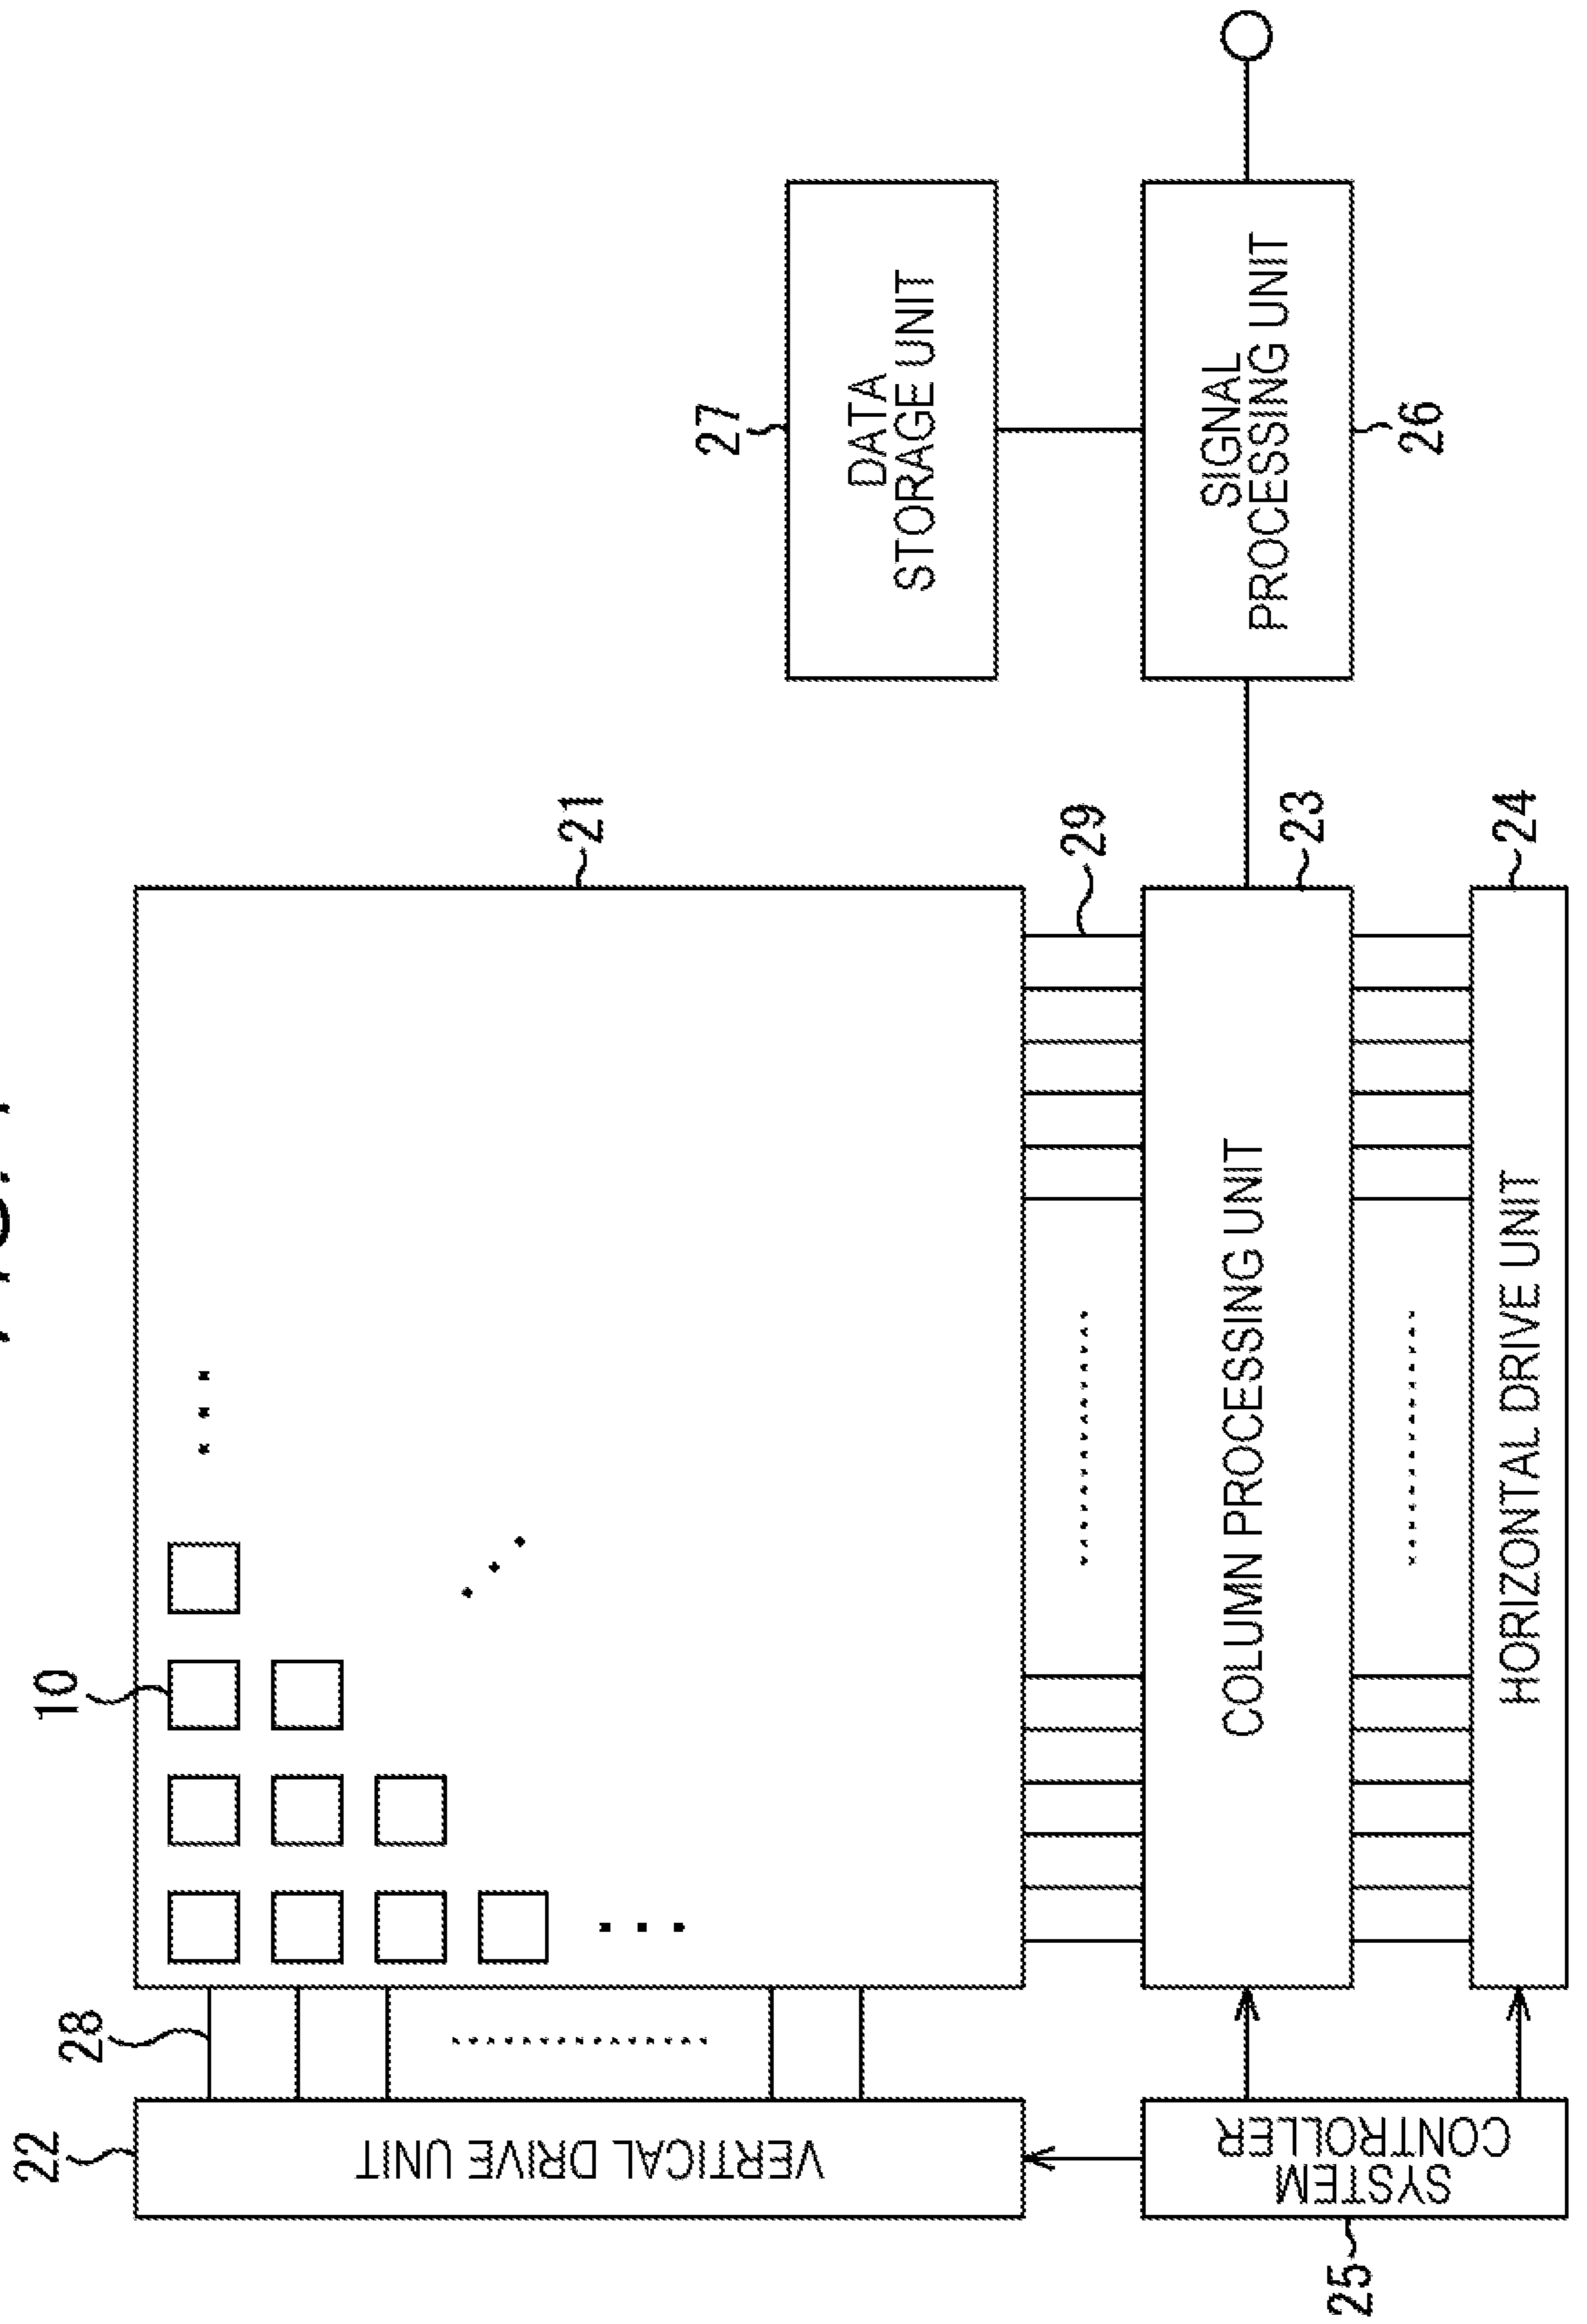 22
28
10
21
VERTICAL DRIVE UNIT
27
DATA
STORAGE UNIT
29
COLUMN PROCESSING UNIT
23
SIGNAL
PROCESSING UNIT
26
SYSTEM
CONTROLLER
25
HORIZONTAL DRIVE UNIT
24